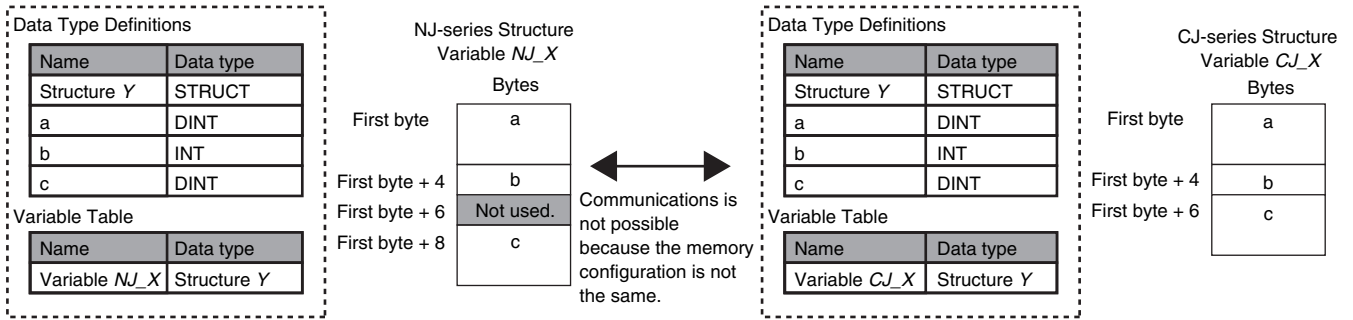 Data Type Definitions
Name Data type
Structure Y STRUCT
a DINT
b INT
c DINT
Variable Table
Name Data type
Variable NJ_X Structure Y
NJ-series Structure
Variable NJ_X
Bytes
First byte a
First byte + 4 b
First byte + 6 Not used.
First byte + 8 c
Communications is
not possible
because the memory
configuration is not
the same.
Data Type Definitions
Name Data type
Structure Y STRUCT
a DINT
b INT
c DINT
Variable Table
Name Data type
Variable CJ_X Structure Y
CJ-series Structure
Variable CJ_X
Bytes
First byte a
First byte + 4 b
First byte + 6 c